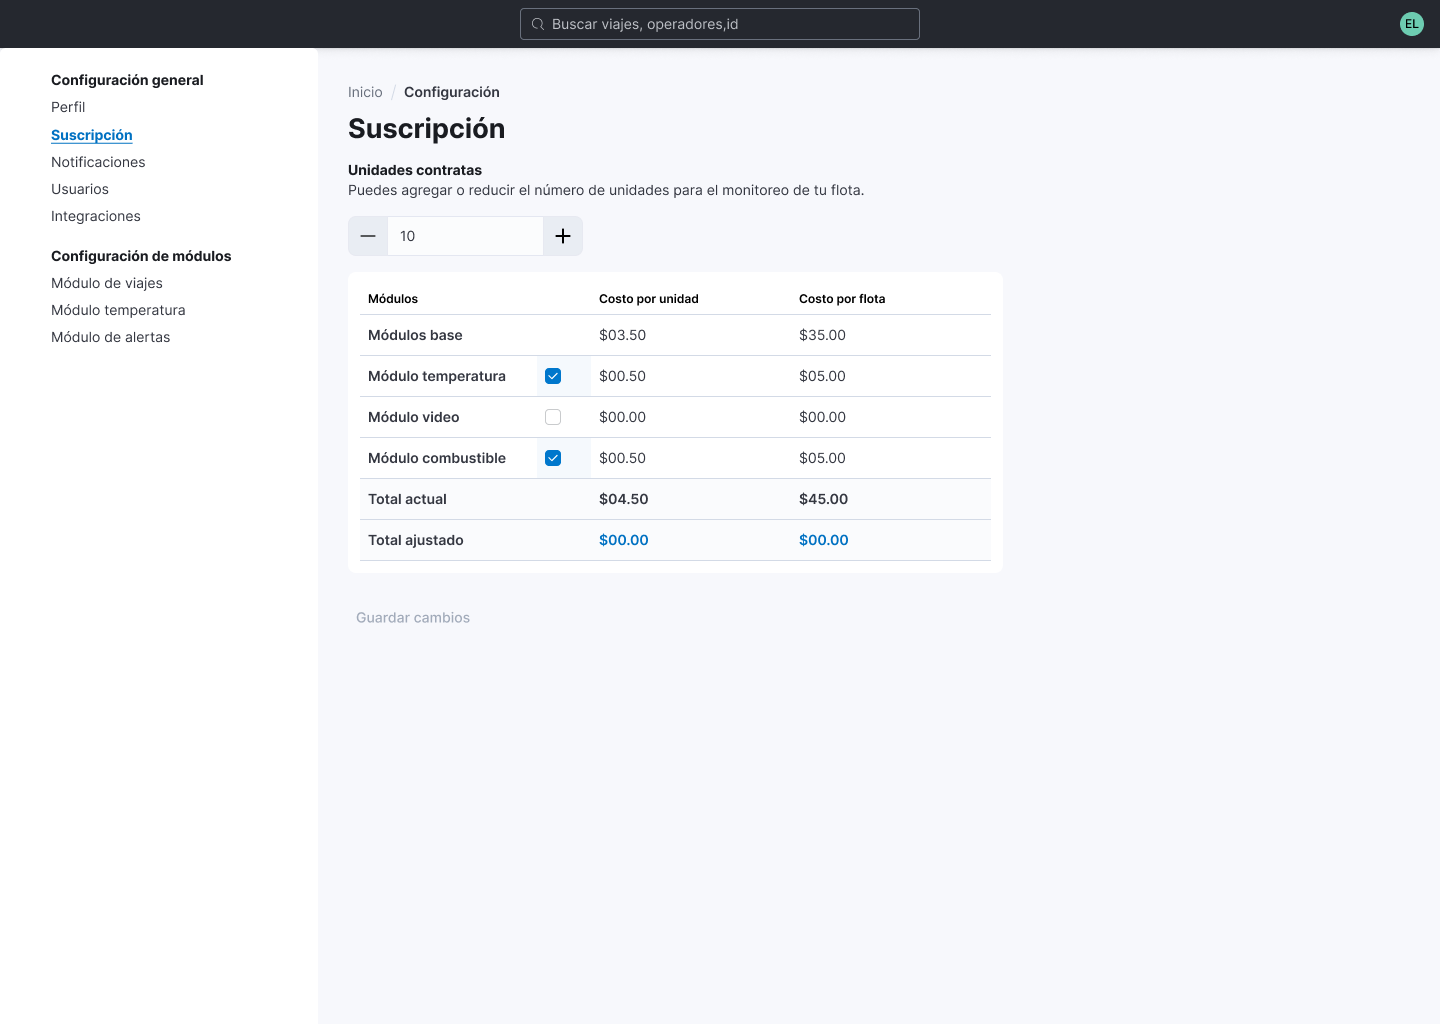 Buscar viajes, operadores,id
EL
Configuración general
Perfil
Suscripción
Notificaciones
Usuarios
Integraciones
Configuración de módulos
Módulo de viajes
Módulo temperatura
Módulo de alertas
Inicio / Configuración
Suscripción
Unidades contratas
Puedes agregar o reducir el número de unidades para el monitoreo de tu flota.
10
Módulos Costo por unidad Costo por flota
Módulos base $03.50 $35.00
Módulo temperatura $00.50 $05.00
Módulo video $00.00 $00.00
Módulo combustible $00.50 $05.00
Total actual $04.50 $45.00
Total ajustado $00.00 $00.00
Guardar cambios